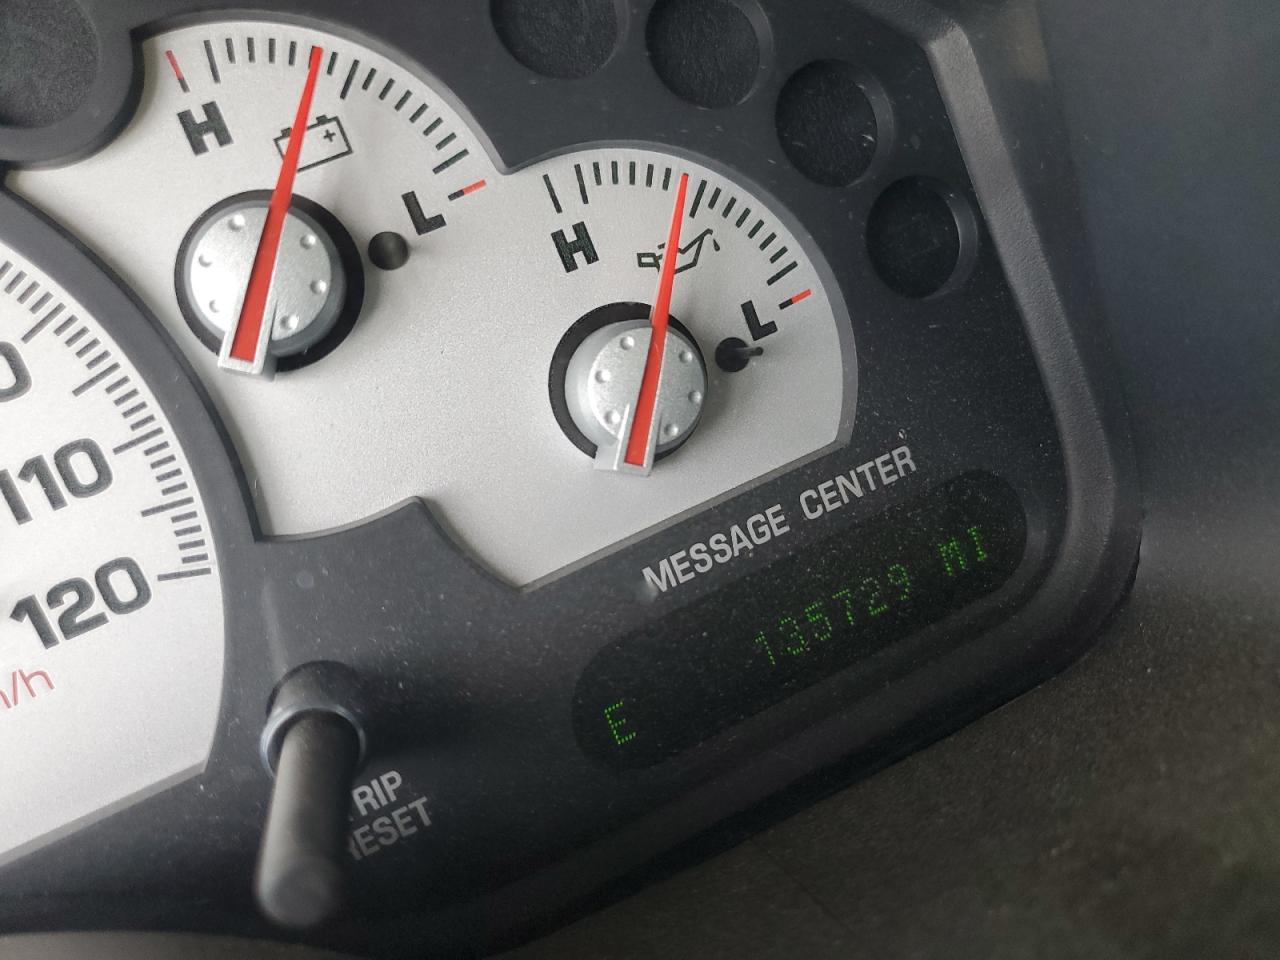 H
L
H
L
110
120
MESSAGE CENTER
135729 MI
E
RIP
RESET